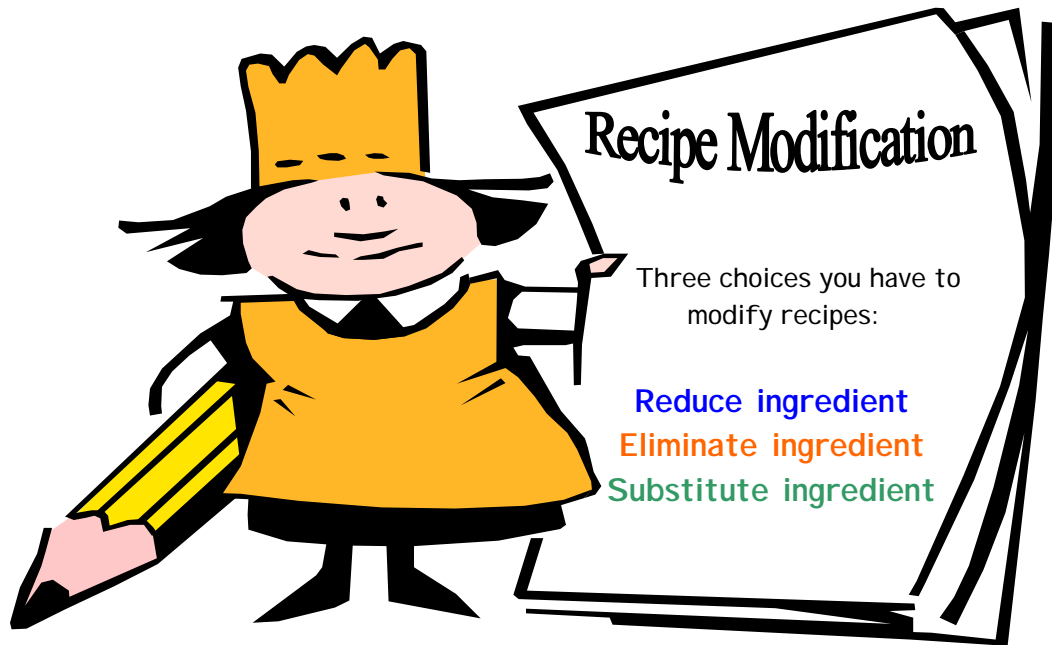 Recipe Modification
Three choices you have to
modify recipes:
Reduce ingredient
Eliminate ingredient
Substitute ingredient